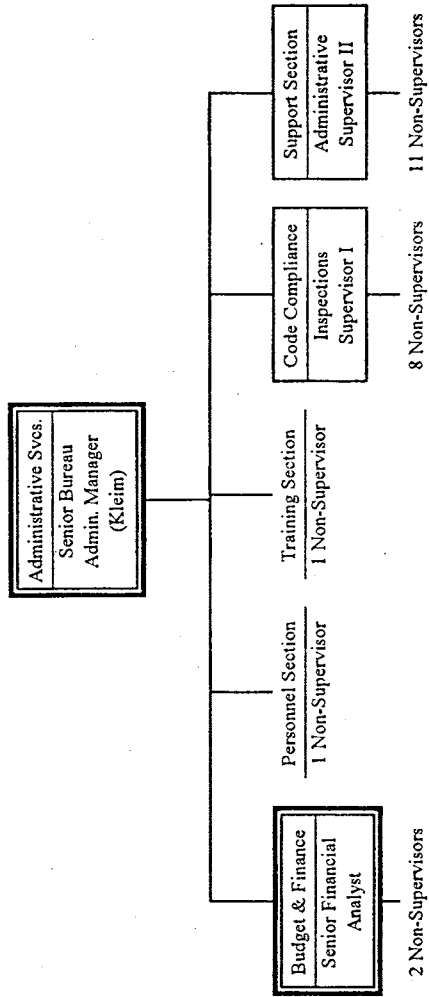 Administrative Svcs.
Senior Bureau
Admin. Manager
(Kleim)
Budget & Finance
Senior Financial
Analyst
2 Non-Supervisors
Personnel Section
1 Non-Supervisor
Training Section
1 Non-Supervisor
Code Compliance
Inspections
Supervisor I
8 Non-Supervisors
Support Section
Administrative
Supervisor II
11 Non-Supervisors